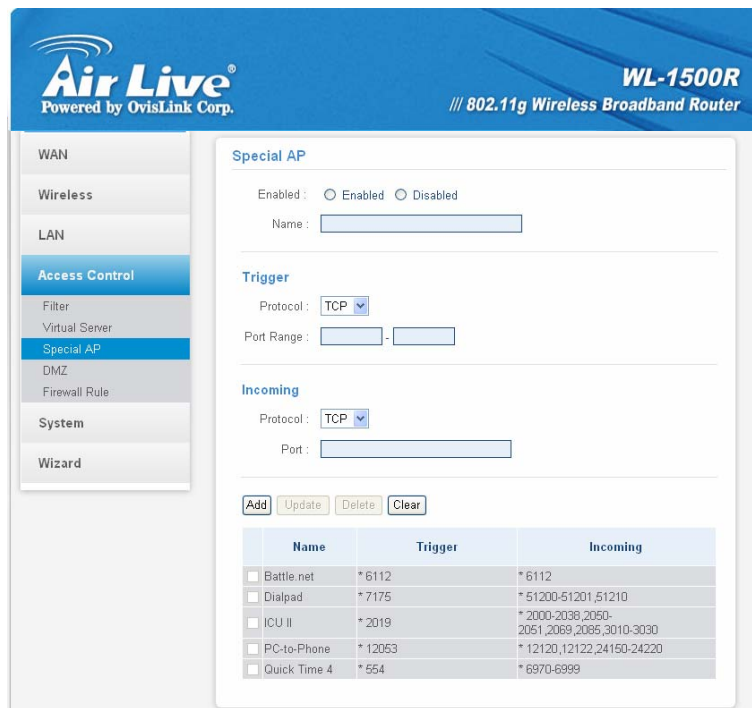 Air Live®
Powered by OvisLink Corp.
WL-1500R
/// 802.11g Wireless Broadband Router
WAN
Wireless
LAN
Access Control
Filter
Virtual Server
Special AP
DMZ
Firewall Rule
System
Wizard
Special AP
Enabled : Enabled Disabled
Name :
Trigger
Protocol : TCP
Port Range : -
Incoming
Protocol : TCP
Port :
Add Update Delete Clear
Name Trigger Incoming
Battle.net * 6112 * 6112
Dialpad * 7175 * 51200-51201,51210
ICU II * 2019 * 2000-2038,2050-
2051,2069,2085,3010-3030
PC-to-Phone * 12053 * 12120,12122,24150-24220
Quick Time 4 * 554 * 6970-6999